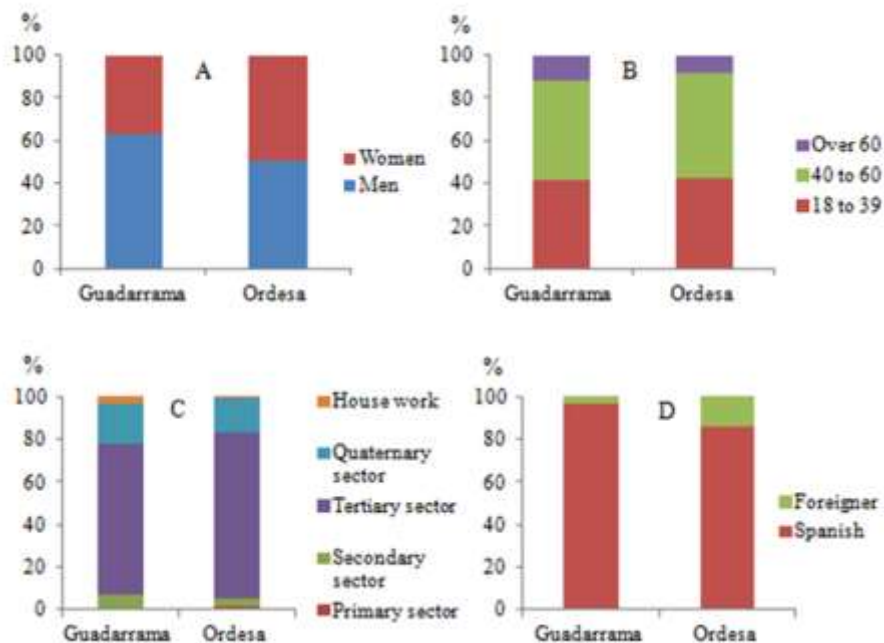 %
100
80
60
40
20
0
A
Guadarrama Ordesa
Women
Men
%
100
80
60
40
20
0
B
Guadarrama Ordesa
Over 60
40 to 60
18 to 39
%
100
80
60
40
20
0
C
Guadarrama Ordesa
House work
Quaternary
sector
Tertiary sector
Secondary
sector
Primary sector
%
100
80
60
40
20
0
D
Guadarrama Ordesa
Foreigner
Spanish